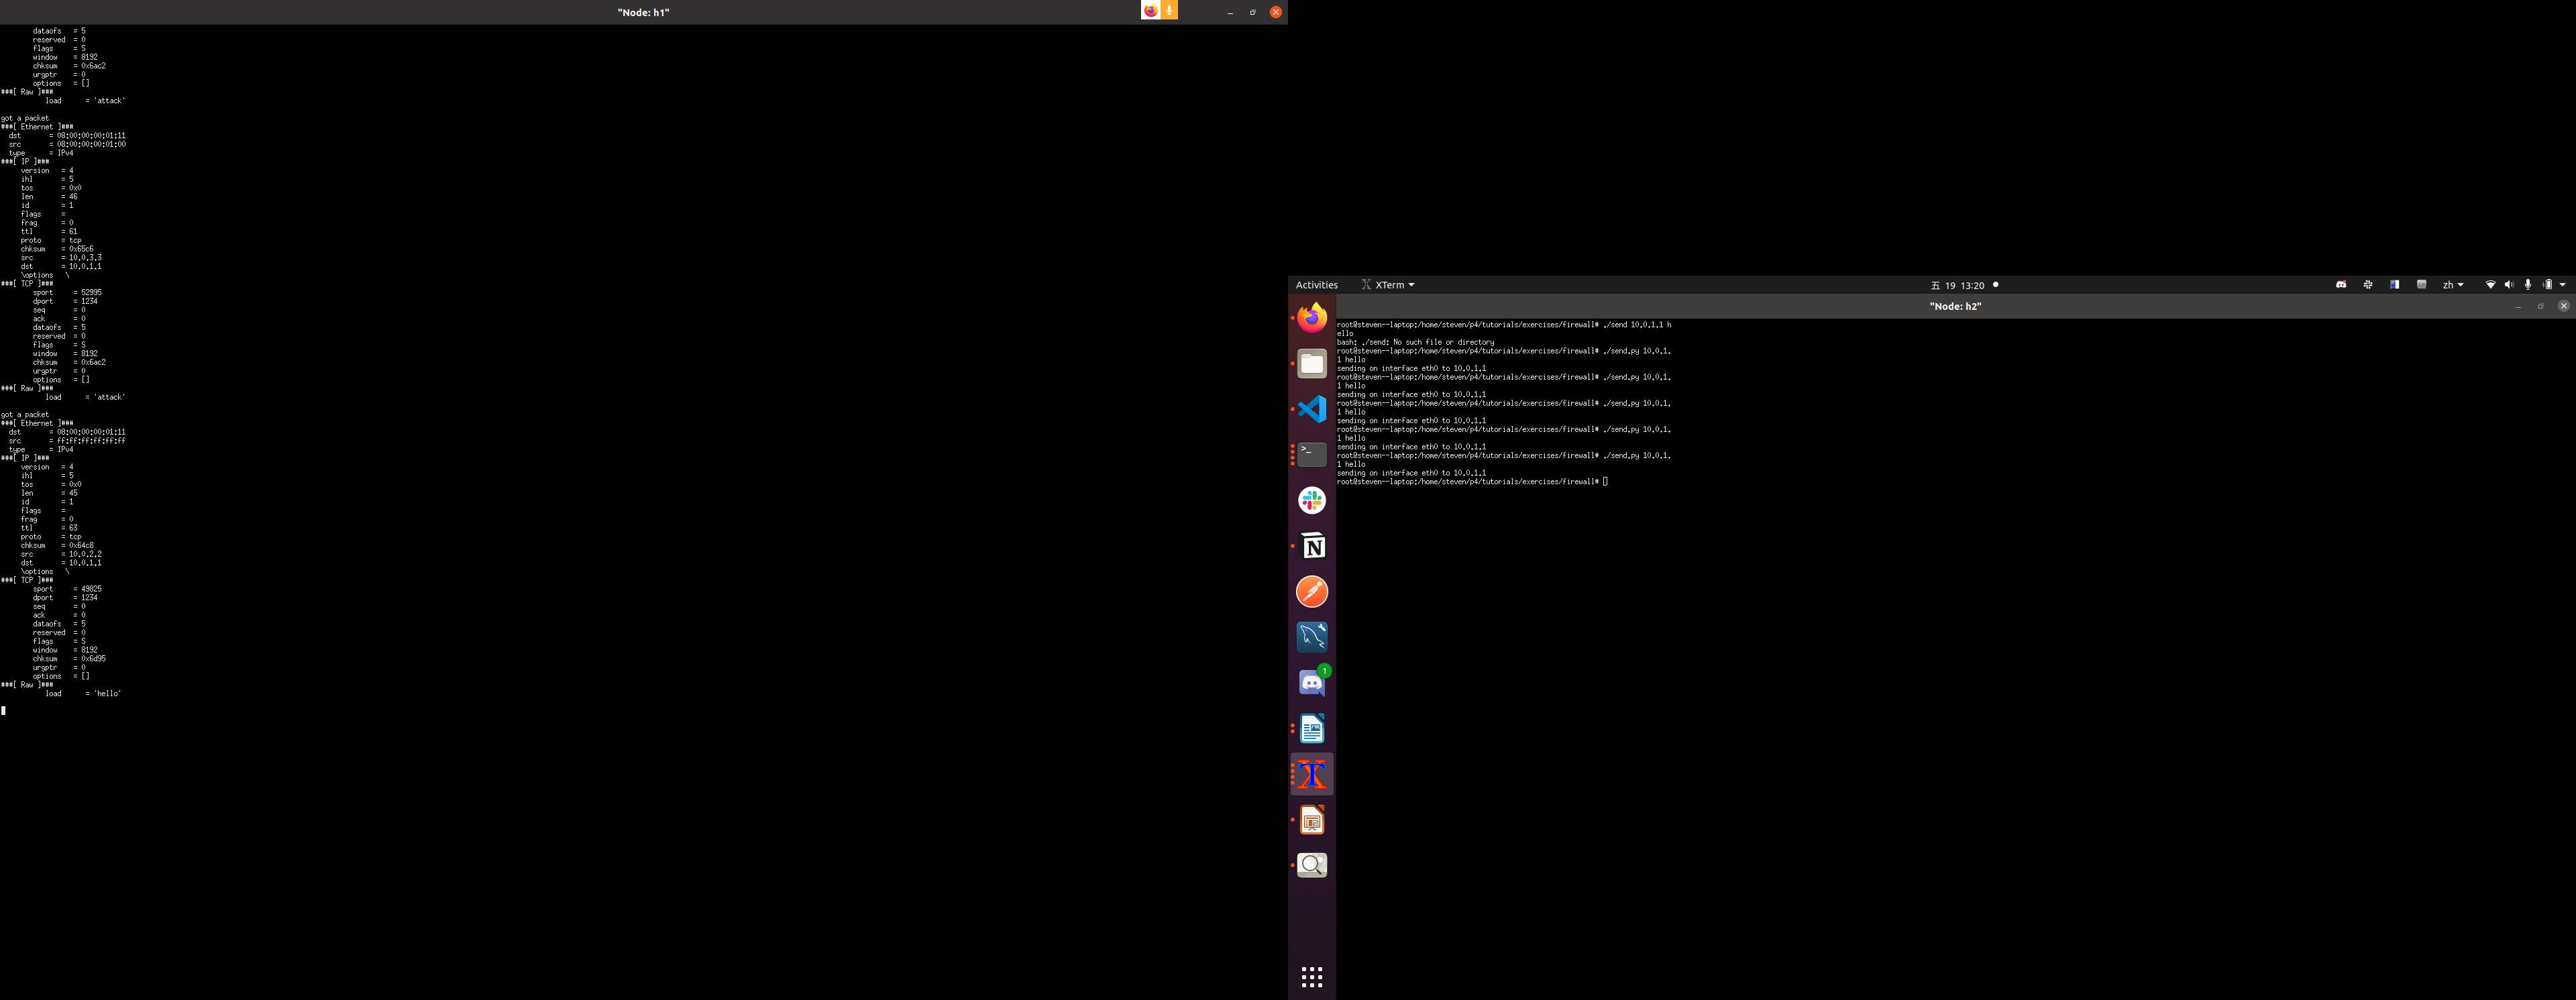 "Node: h1"
dataofs = 5
reserved = 0
flags = S
window = 8192
chksum = 0x6ac2
urgptr = 0
options = []
###[ Raw ]###
load = 'attack'
got a packet
###[ Ethernet ]###
dst = 08:00:00:00:01:11
src = 08:00:00:00:01:00
type = IPv4
###[ IP ]###
version = 4
ihl = 5
tos = 0x0
len = 46
id = 1
flags =
frag = 0
ttl = 61
proto = tcp
chksum = 0x65c6
src = 10.0.3.3
dst = 10.0.1.1
\options \
###[ TCP ]###
sport = 52995
dport = 1234
seq = 0
ack = 0
dataofs = 5
reserved = 0
flags = S
window = 8192
chksum = 0x6ac2
urgptr = 0
options = []
###[ Raw ]###
load = 'attack'
got a packet
###[ Ethernet ]###
dst = 08:00:00:00:01:11
src = ff:ff:ff:ff:ff:ff
type = IPv4
###[ IP ]###
version = 4
ihl = 5
tos = 0x0
len = 45
id = 1
flags =
frag = 0
ttl = 63
proto = tcp
chksum = 0x64c8
src = 10.0.2.2
dst = 10.0.1.1
\options \
###[ TCP ]###
sport = 49825
dport = 1234
seq = 0
ack = 0
dataofs = 5
reserved = 0
flags = S
window = 8192
chksum = 0x6d95
urgptr = 0
options = []
###[ Raw ]###
load = 'hello'
Activities XTerm 五 19 13:20 zh
"Node: h2"
root@steven--laptop:/home/steven/p4/tutorials/exercises/firewall# ./send 10.0.1.1 h
ello
bash: ./send: No such file or directory
root@steven--laptop:/home/steven/p4/tutorials/exercises/firewall# ./send.py 10.0.1.
1 hello
sending on interface eth0 to 10.0.1.1
root@steven--laptop:/home/steven/p4/tutorials/exercises/firewall# ./send.py 10.0.1.
1 hello
sending on interface eth0 to 10.0.1.1
root@steven--laptop:/home/steven/p4/tutorials/exercises/firewall# ./send.py 10.0.1.
1 hello
sending on interface eth0 to 10.0.1.1
root@steven--laptop:/home/steven/p4/tutorials/exercises/firewall# ./send.py 10.0.1.
1 hello
sending on interface eth0 to 10.0.1.1
root@steven--laptop:/home/steven/p4/tutorials/exercises/firewall# ./send.py 10.0.1.
1 hello
sending on interface eth0 to 10.0.1.1
root@steven--laptop:/home/steven/p4/tutorials/exercises/firewall#
1